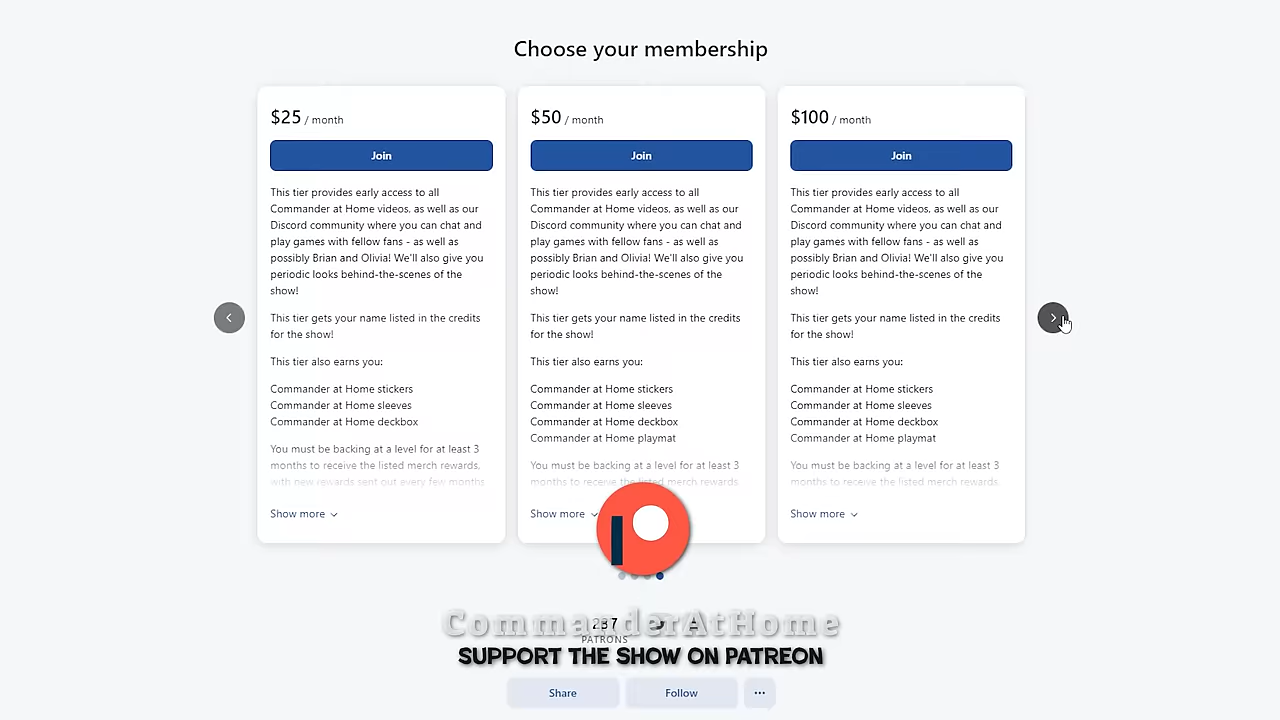 Choose your membership
$25 / month
Join
This tier provides early access to all
Commander at Home videos, as well as our
Discord community where you can chat and
play games with fellow fans - as well as
possibly Brian and Olivia! We'll also give you
periodic looks behind-the-scenes of the
show!
This tier gets your name listed in the credits
for the show!
This tier also earns you:
Commander at Home stickers
Commander at Home sleeves
Commander at Home deckbox
You must be backing at a level for at least 3
months to receive the listed merch rewards,
with new rewards sent out every few months
Show more
$50 / month
Join
This tier provides early access to all
Commander at Home videos, as well as our
Discord community where you can chat and
play games with fellow fans - as well as
possibly Brian and Olivia! We'll also give you
periodic looks behind-the-scenes of the
show!
This tier gets your name listed in the credits
for the show!
This tier also earns you:
Commander at Home stickers
Commander at Home sleeves
Commander at Home deckbox
Commander at Home playmat
You must be backing at a level for at least 3
months to receive the listed merch rewards,
Show more
$100 / month
Join
This tier provides early access to all
Commander at Home videos, as well as our
Discord community where you can chat and
play games with fellow fans - as well as
possibly Brian and Olivia! We'll also give you
periodic looks behind-the-scenes of the
show!
This tier gets your name listed in the credits
for the show!
This tier also earns you:
Commander at Home stickers
Commander at Home sleeves
Commander at Home deckbox
Commander at Home playmat
You must be backing at a level for at least 3
months to receive the listed merch rewards,
Show more
CommanderAtHome
PATRONS
SUPPORT THE SHOW ON PATREON
Share
Follow